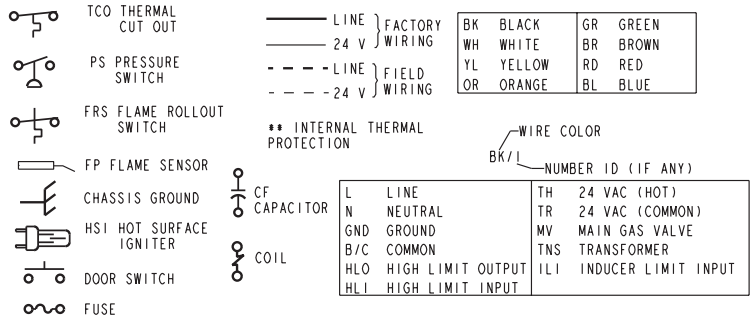 TCO THERMAL
CUT OUT
PS PRESSURE
SWITCH
FRS FLAME ROLLOUT
SWITCH
FP FLAME SENSOR
CHASSIS GROUND
HSI HOT SURFACE
IGNITER
DOOR SWITCH
FUSE
LINE
24 V
FACTORY
WIRING
LINE
24 V
FIELD
WIRING
** INTERNAL THERMAL
PROTECTION
CF
CAPACITOR
COIL
BK BLACK GR GREEN
WH WHITE BR BROWN
YL YELLOW RD RED
OR ORANGE BL BLUE
WIRE COLOR
BK/1
NUMBER ID (IF ANY)
L LINE TH 24 VAC (HOT)
N NEUTRAL TR 24 VAC (COMMON)
GND GROUND MV MAIN GAS VALVE
B/C COMMON TNS TRANSFORMER
HLO HIGH LIMIT OUTPUT ILI INDUCER LIMIT INPUT
HLI HIGH LIMIT INPUT